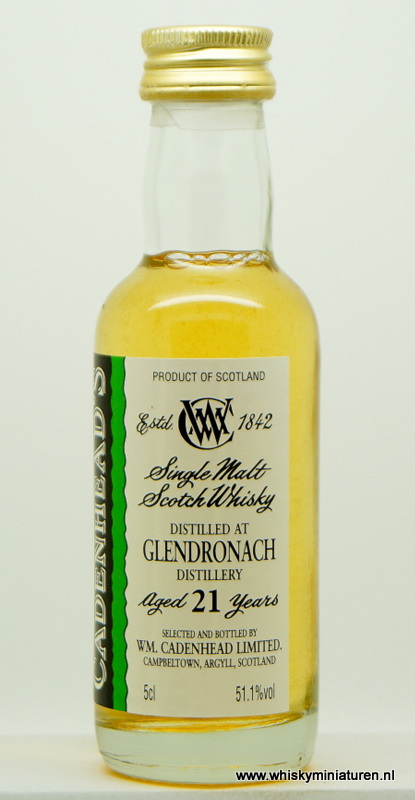 CADENHEAD'S
PRODUCT OF SCOTLAND
Estd. WMC 1842
Single Malt
Scotch Whisky
DISTILLED AT
GLENDRONACH
DISTILLERY
Aged 21 Years
SELECTED AND BOTTLED BY
WM. CADENHEAD LIMITED.
CAMPBELTOWN, ARGYLL, SCOTLAND
5cl 51.1%vol
www.whiskyminiaturen.nl